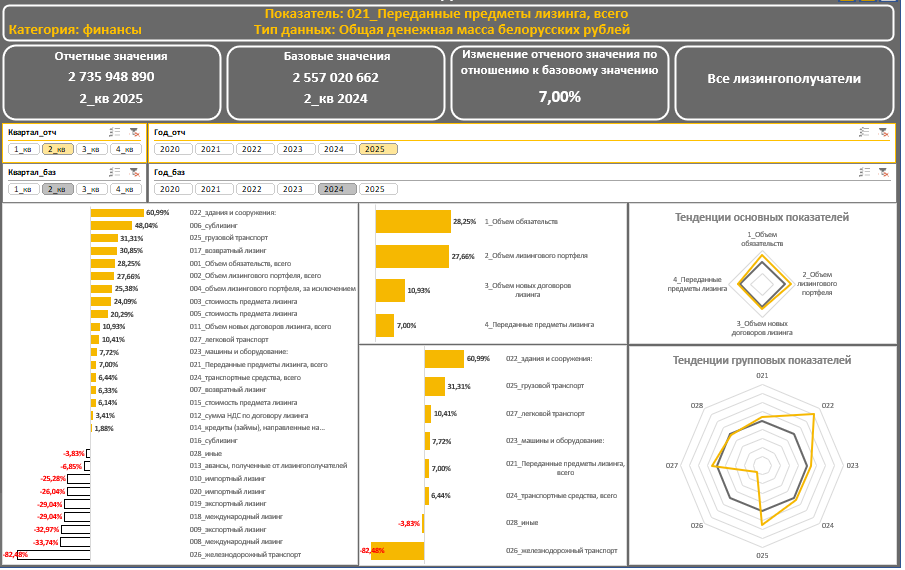 Показатель: 021_Переданные предметы лизинга, всего
Категория: финансы
Тип данных: Общая денежная масса белорусских рублей
Отчетные значения
2 735 948 890
2_кв 2025
Базовые значения
2 557 020 662
2_кв 2024
Изменение отченого значения по
отношению к базовому значению
7,00%
Все лизингополучатели
Квартал_отч
1_кв 2_кв 3_кв 4_кв
Год_отч
2020 2021 2022 2023 2024 2025
Квартал_баз
1_кв 2_кв 3_кв 4_кв
Год_баз
2020 2021 2022 2023 2024 2025
60,99% 022_здания и сооружения:
48,04% 006_сублизинг
31,31% 025_грузовой транспорт
30,85% 017_возвратный лизинг
28,25% 001_Объем обязательств, всего
27,66% 002_Объем лизингового портфеля, всего
25,38% 004_объем лизингового портфеля, за исключением
24,09% 003_стоимость предмета лизинга
20,29% 005_стоимость предмета лизинга
10,93% 011_Объем новых договоров лизинга, всего
10,41% 027_легковой транспорт
7,72% 023_машины и оборудование:
7,00% 021_Переданные предметы лизинга, всего
6,44% 024_транспортные средства, всего
6,33% 007_возвратный лизинг
6,14% 015_стоимость предмета лизинга
3,41% 012_сумма НДС по договору лизинга
1,88% 014_кредиты (займы), направленные на...
016_сублизинг
-3,83% 028_иные
-6,85% 013_авансы, полученные от лизингополучателей
-25,28% 010_импортный лизинг
-26,04% 020_импортный лизинг
-29,04% 019_экспортный лизинг
-29,04% 018_международный лизинг
-32,97% 009_экспортный лизинг
-33,74% 008_международный лизинг
-82,48% 026_железнодорожный транспорт
28,25% 1_Объем обязательств
27,66% 2_Объем лизингового портфеля
10,93% 3_Объем новых договоров
лизинга
7,00% 4_Переданные предметы лизинга
60,99% 022_здания и сооружения:
31,31% 025_грузовой транспорт
10,41% 027_легковой транспорт
7,72% 023_машины и оборудование:
7,00% 021_Переданные предметы лизинга,
всего
6,44% 024_транспортные средства, всего
-3,83% 028_иные
-82,48% 026_железнодорожный транспорт
Тенденции основных показателей
1_Объем
обязательств
2_Объем
лизингового
портфеля
3_Объем новых
договоров лизинга
4_Переданные
предметы лизинга
Тенденции групповых показателей
021
022
023
024
025
026
027
028